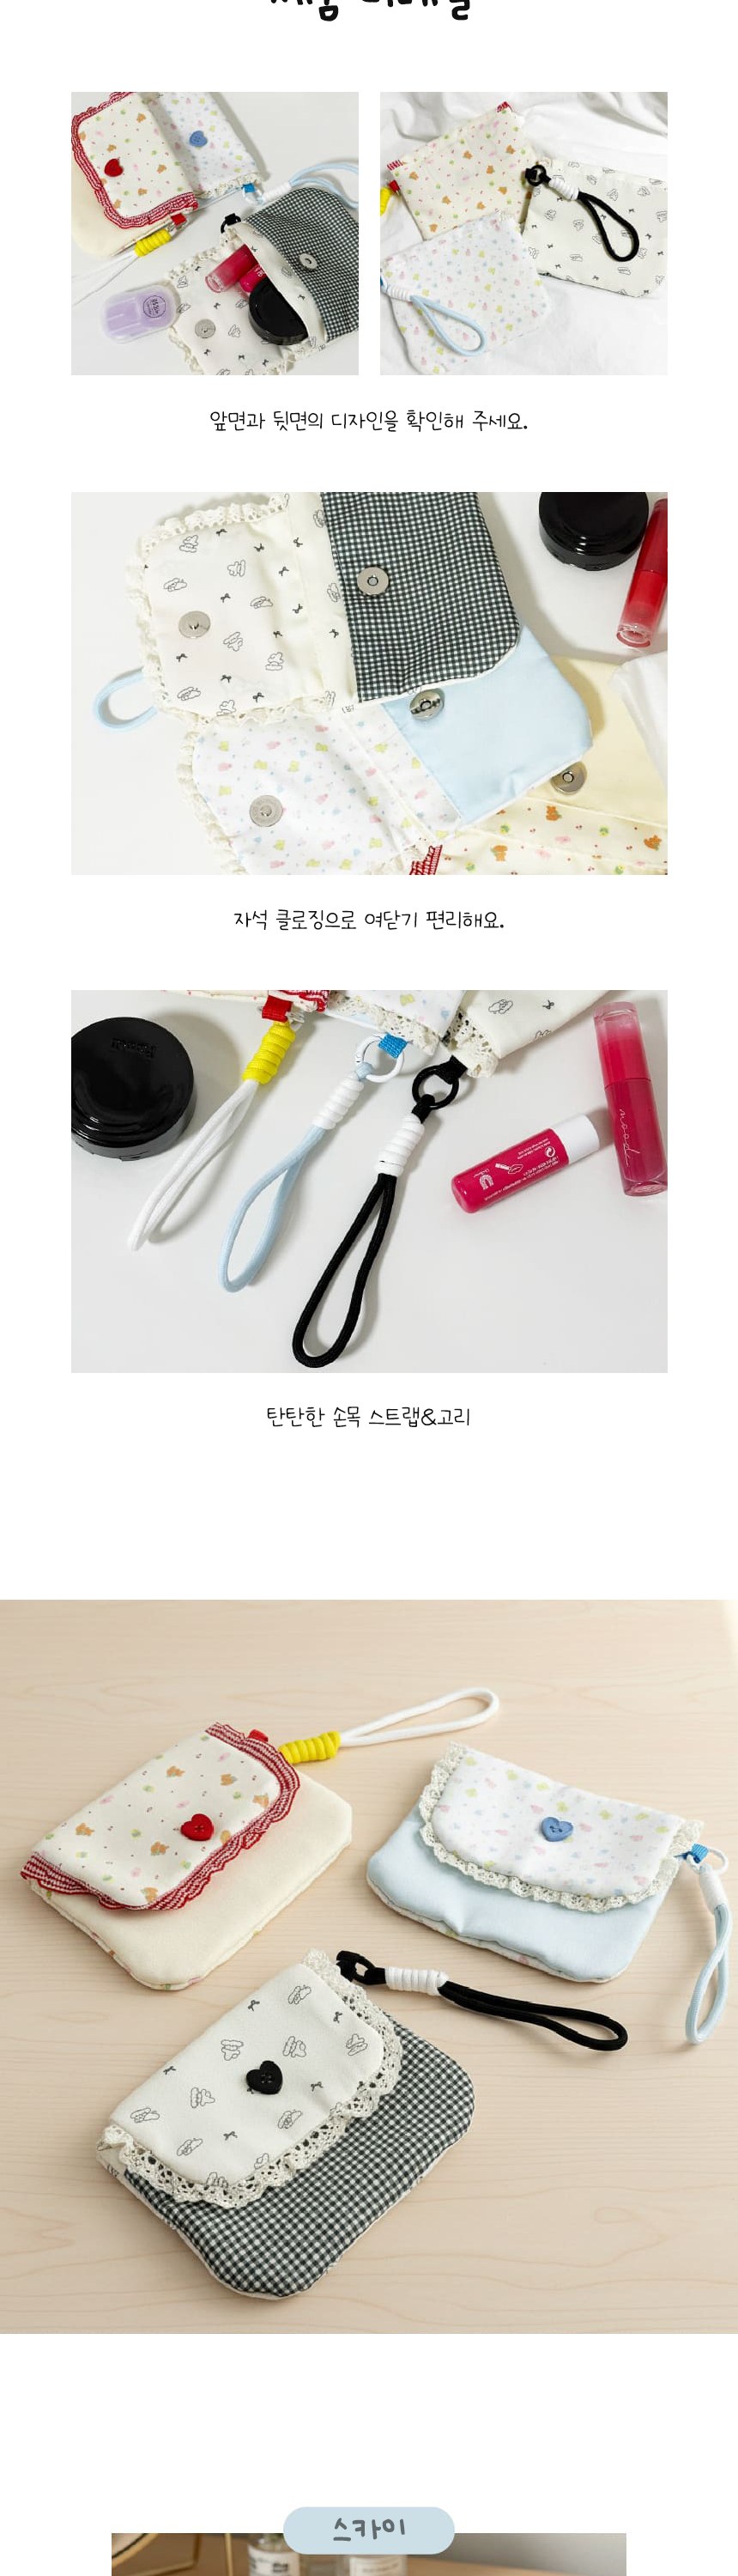 앞면과 뒷면의 디자인을 확인해 주세요.
자석 클로징으로 여닫기 편리해요.
mood
탄탄한 손목 스트랩&고리
스카이